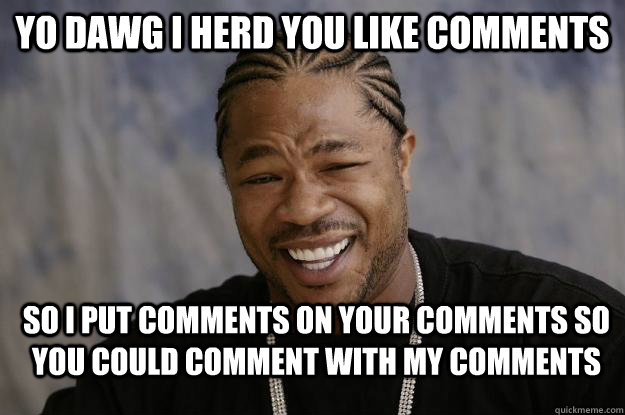 YO DAWG I HERD YOU LIKE COMMENTS
SO I PUT COMMENTS ON YOUR COMMENTS SO
YOU COULD COMMENT WITH MY COMMENTS
quickmeme.com